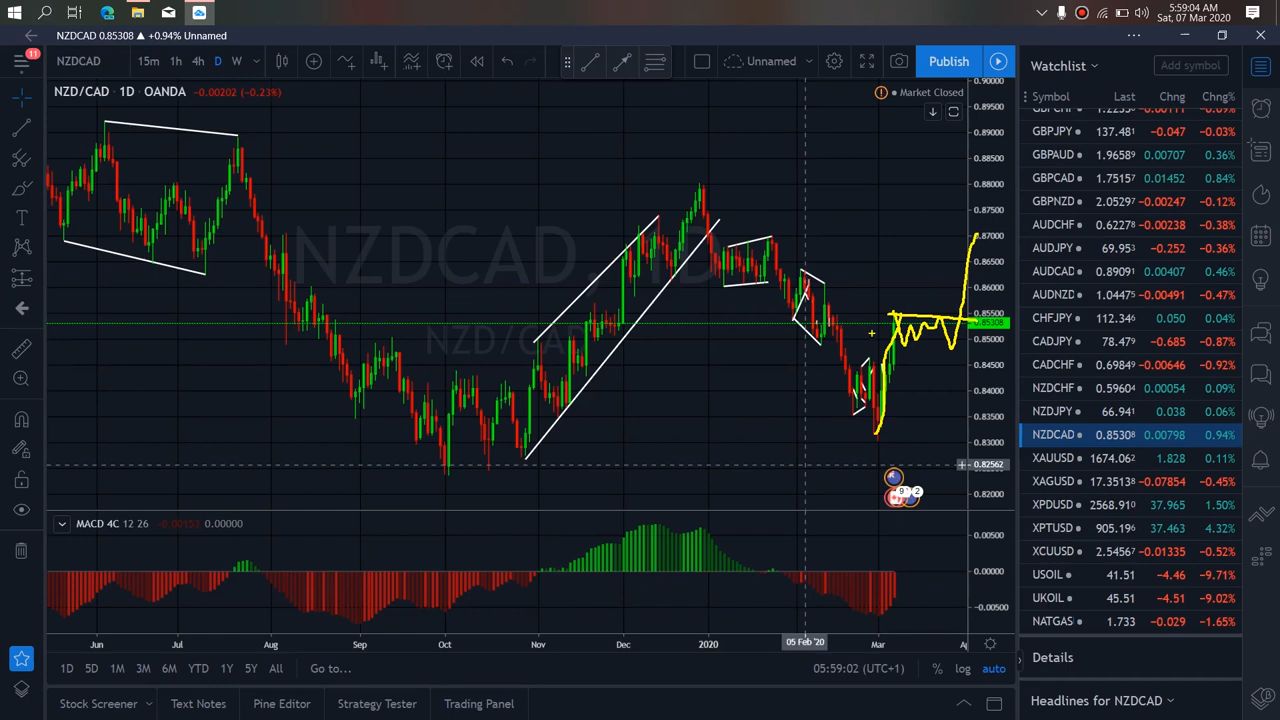 5:59:04 AM
Sat, 07 Mar 2020
NZDCAD 0.85308 ▲ +0.94% Unnamed
11
NZDCAD
15m 1h 4h D W
Unnamed
Publish
Watchlist
Add symbol
NZD/CAD · 1D · OANDA −0.00202 (−0.23%)
Market Closed
Symbol Last Chng Chng%
GBPJPY 137.481 −0.047 −0.03%
GBPAUD 1.96589 0.00707 0.36%
GBPCAD 1.75157 0.01452 0.84%
GBPNZD 2.05297 −0.00247 −0.12%
AUDCHF 0.62278 −0.00238 −0.38%
AUDJPY 69.953 −0.252 −0.36%
AUDCAD 0.89091 0.00406 0.46%
AUDNZD 1.04475 −0.00491 −0.47%
CHFJPY 112.346 0.050 0.04%
CADJPY 78.477 −0.685 −0.87%
CADCHF 0.69849 −0.00646 −0.92%
NZDCHF 0.59604 0.00054 0.09%
NZDJPY 66.941 0.038 0.06%
NZDCAD 0.85308 0.00798 0.94%
XAUUSD 1674.062 1.828 0.11%
XAGUSD 17.35138 −0.07854 −0.45%
XPDUSD 2568.910 37.965 1.50%
XPTUSD 905.196 37.463 4.32%
XCUUSD 2.54567 −0.01335 −0.52%
USOIL 41.51 −4.46 −9.71%
UKOIL 45.51 −4.51 −9.02%
NATGAS 1.733 −0.029 −1.65%
0.90000
0.89500
0.89000
0.88500
0.88000
0.87500
0.87000
0.86500
0.86000
0.85500
0.85308
0.85000
0.84500
0.84000
0.83500
0.83000
0.82562
0.82000
NZDCAD, 1D
NZD/CAD
9 2
MACD 4C 12 26 −0.00153 0.00000
0.00500
0.00000
−0.00500
Jun Jul Aug Sep Oct Nov Dec 2020 05 Feb '20 Mar
1D 5D 1M 3M 6M YTD 1Y 5Y All Go to...
05:59:02 (UTC+1) % log auto
Details
Stock Screener Text Notes Pine Editor Strategy Tester Trading Panel
Headlines for NZDCAD